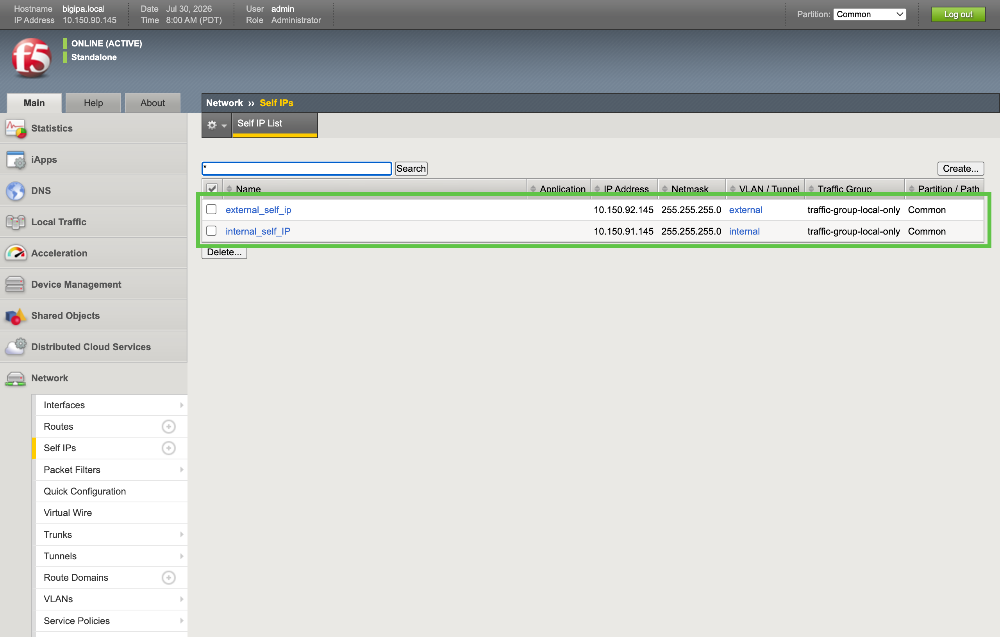 Hostname bigipa.local Date Jul 30, 2026 User admin
IP Address 10.150.90.145 Time 8:00 AM (PDT) Role Administrator
Partition: Common Log out
f5
ONLINE (ACTIVE)
Standalone
Main Help About
Network ›› Self IPs
Self IP List
Statistics
iApps
DNS
Local Traffic
Acceleration
Device Management
Shared Objects
Distributed Cloud Services
Network
Interfaces
Routes
Self IPs
Packet Filters
Quick Configuration
Virtual Wire
Trunks
Tunnels
Route Domains
VLANs
Service Policies
* Search Create...
Name Application IP Address Netmask VLAN / Tunnel Traffic Group Partition / Path
external_self_ip 10.150.92.145 255.255.255.0 external traffic-group-local-only Common
internal_self_IP 10.150.91.145 255.255.255.0 internal traffic-group-local-only Common
Delete...